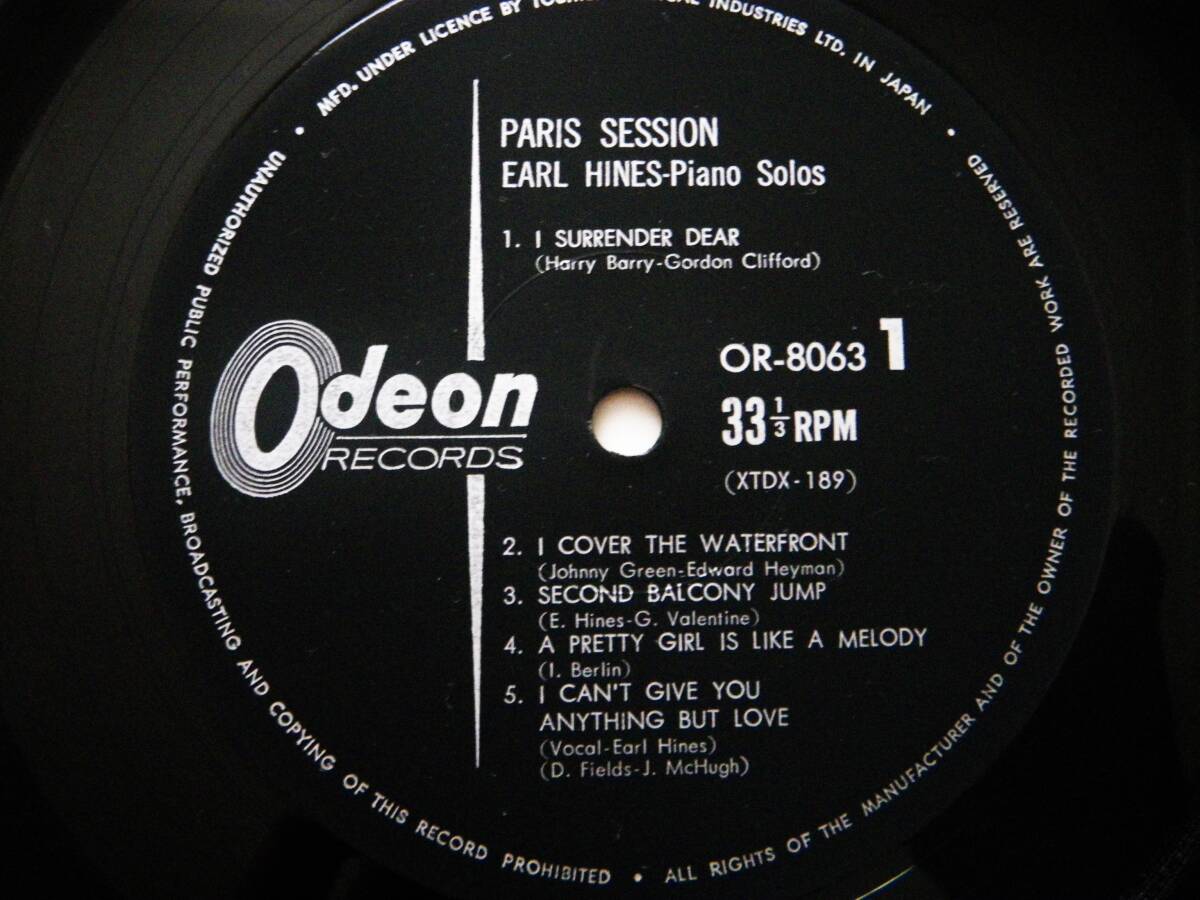 MFD. UNDER LICENCE BY INDUSTRIES LTD. IN JAPAN
PARIS SESSION
EARL HINES-Piano Solos
1. I SURRENDER DEAR
(Harry Barry-Gordon Clifford)
Odeon
RECORDS
OR-8063 1
33 1/3 RPM
(XTDX-189)
2. I COVER THE WATERFRONT
(Johnny Green-Edward Heyman)
3. SECOND BALCONY JUMP
(E. Hines-G. Valentine)
4. A PRETTY GIRL IS LIKE A MELODY
(I. Berlin)
5. I CAN'T GIVE YOU
ANYTHING BUT LOVE
(Vocal-Earl Hines)
(D. Fields-J. McHugh)
• UNAUTHORIZED PUBLIC PERFORMANCE, BROADCASTING AND COPYING OF THIS RECORD PROHIBITED • ALL RIGHTS OF THE MANUFACTURER AND OF THE OWNER OF THE RECORDED WORK ARE RESERVED •